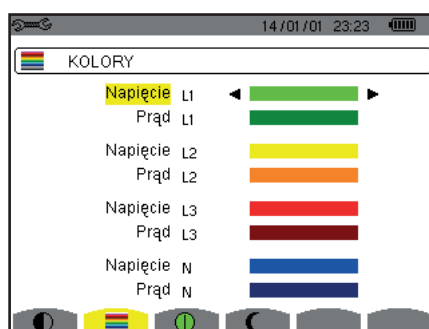 14/01/01 23:23
KOLORY
Napięcie L1
Prąd L1
Napięcie L2
Prąd L2
Napięcie L3
Prąd L3
Napięcie N
Prąd N